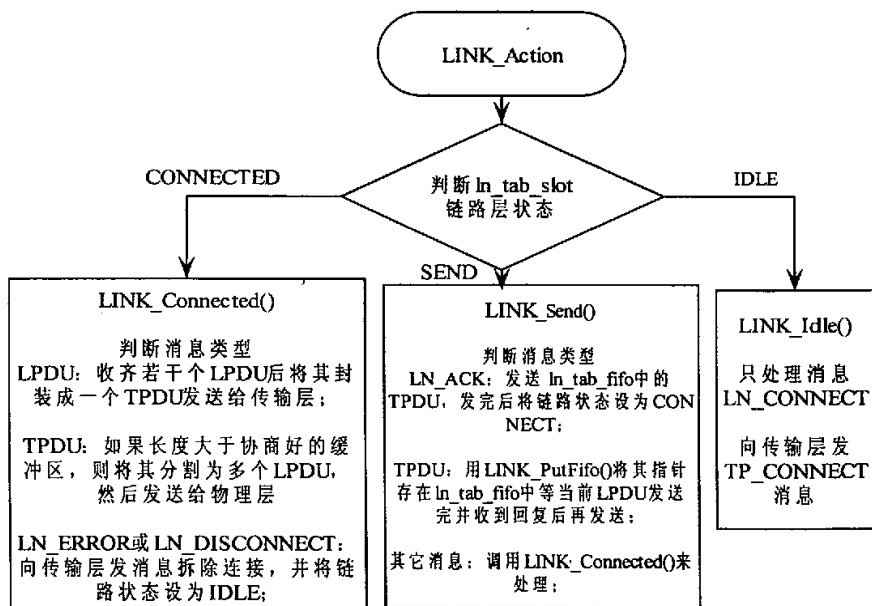 LINK_Action
判断ln_tab_slot
链路层状态
CONNECTED
IDLE
SEND
LINK_Connected()
判断消息类型
LPDU：收齐若干个LPDU后将其封
装成一个TPDU发送给传输层；
TPDU：如果长度大于协商好的缓
冲区，则将其分割为多个LPDU，
然后发送给物理层
LN_ERROR或LN_DISCONNECT：
向传输层发消息拆除连接，并将链
路状态设为IDLE；
LINK_Send()
判断消息类型
LN_ACK：发送 ln_tab_fifo中的
TPDU，发完后将链路状态设为CON
NECT；
TPDU：用LINK_PutFifo()将其指针
存在ln_tab_fifo中等当前LPDU发送
完并收到回复后再发送；
其它消息：调用LINK_Connected()来
处理；
LINK_Idle()
只处理消息
LN_CONNECT
向传输层发
TP_CONNECT
消息